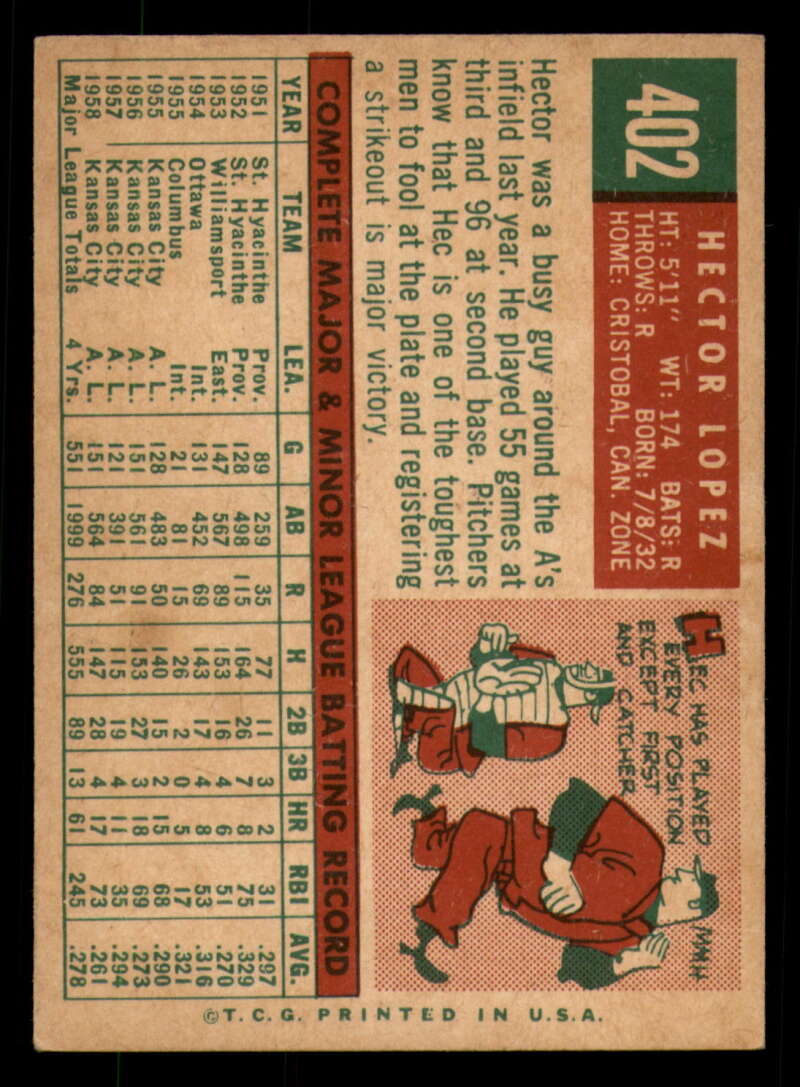 402
HECTOR LOPEZ
HT: 5'11" WT: 174 BATS: R
THROWS: R BORN: 7/8/32
HOME: CRISTOBAL, CAN. ZONE
Hector was a busy guy around the A's
infield last year. He played 55 games at
third and 96 at second base. Pitchers
know that Hec is one of the toughest
men to fool at the plate and registering
a strikeout is major victory.
HEC HAS PLAYED
EVERY POSITION
EXCEPT FIRST
AND CATCHER
MMH
COMPLETE MAJOR & MINOR LEAGUE BATTING RECORD
YEAR TEAM LEA. G AB R H 2B 3B HR RBI AVG.
1951 St. Hyacinthe Prov. 89 259 35 77 11 3 2 31 .297
1952 St. Hyacinthe Prov. 128 498 115 164 26 7 8 75 .329
1953 Williamsport East. 147 567 89 153 16 4 6 51 .270
1954 Ottawa Int. 131 452 69 143 17 4 8 53 .316
1955 Columbus Int. 21 81 15 26 2 0 5 17 .321
1955 Kansas City A. L. 128 483 50 140 15 2 15 68 .290
1956 Kansas City A. L. 151 561 91 153 27 3 18 69 .273
1957 Kansas City A. L. 121 391 51 115 19 4 11 35 .294
1958 Kansas City A. L. 151 564 84 147 28 4 17 73 .261
Major League Totals 4 Yrs. 551 1999 276 555 89 13 61 245 .278
© T. C. G. PRINTED IN U.S.A.